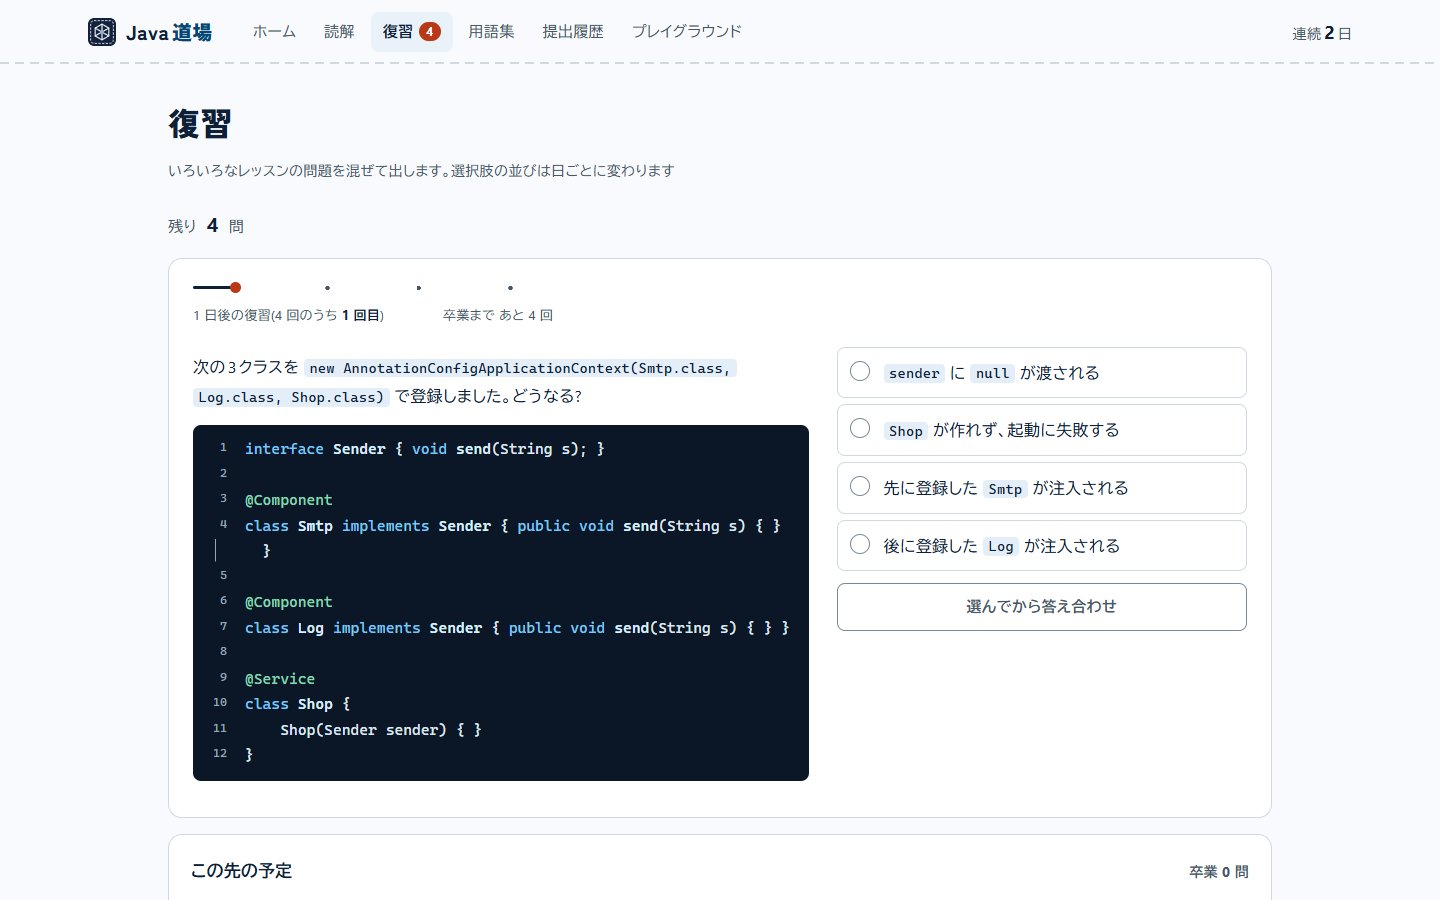 Java 道場
ホーム
読解
復習 4
用語集
提出履歴
プレイグラウンド
連続 2 日
復習
いろいろなレッスンの問題を混ぜて出します。選択肢の並びは日ごとに変わります
残り 4 問
1 日後の復習(4 回のうち 1 回目)
卒業まで あと 4 回
次の3クラスを new AnnotationConfigApplicationContext(Smtp.class,
Log.class, Shop.class) で登録しました。どうなる?
1 interface Sender { void send(String s); }
2
3 @Component
4 class Smtp implements Sender { public void send(String s) { }
}
5
6 @Component
7 class Log implements Sender { public void send(String s) { } }
8
9 @Service
10 class Shop {
11 Shop(Sender sender) { }
12 }
sender に null が渡される
Shop が作れず、起動に失敗する
先に登録した Smtp が注入される
後に登録した Log が注入される
選んでから答え合わせ
この先の予定
卒業 0 問